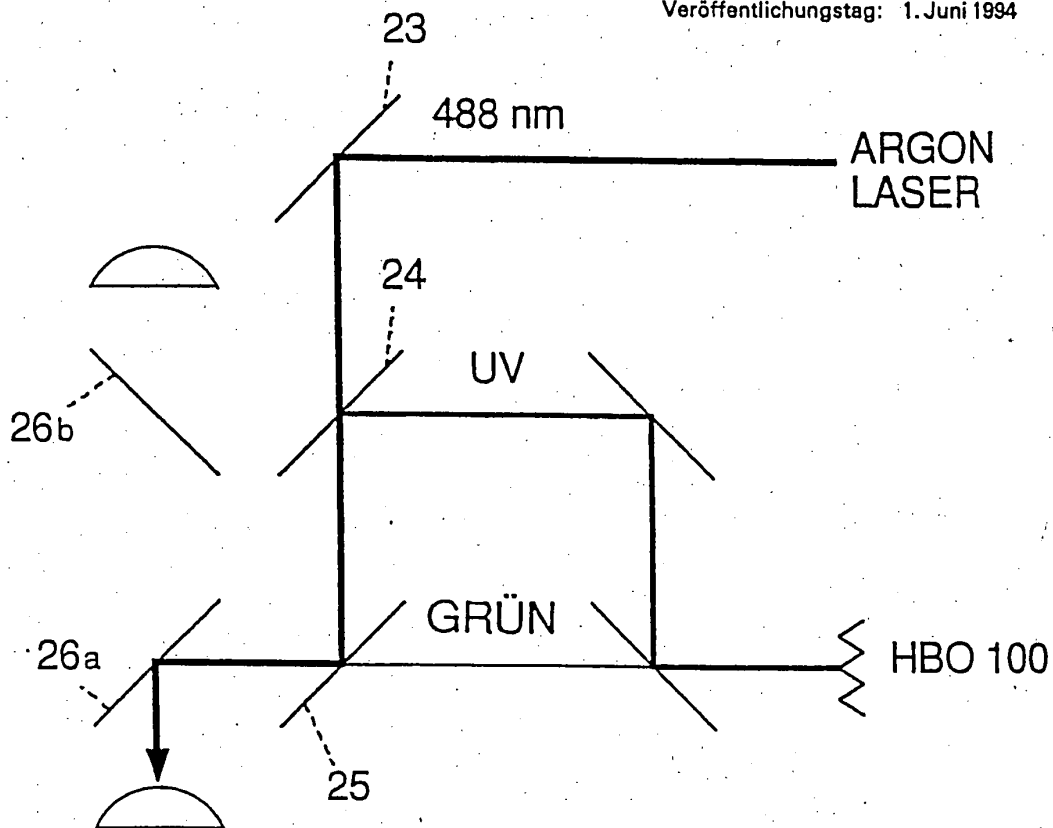 Veröffentlichungstag: 1. Juni 1994
23
488 nm
ARGON
LASER
24
UV
26b
GRÜN
26a
HBO 100
25